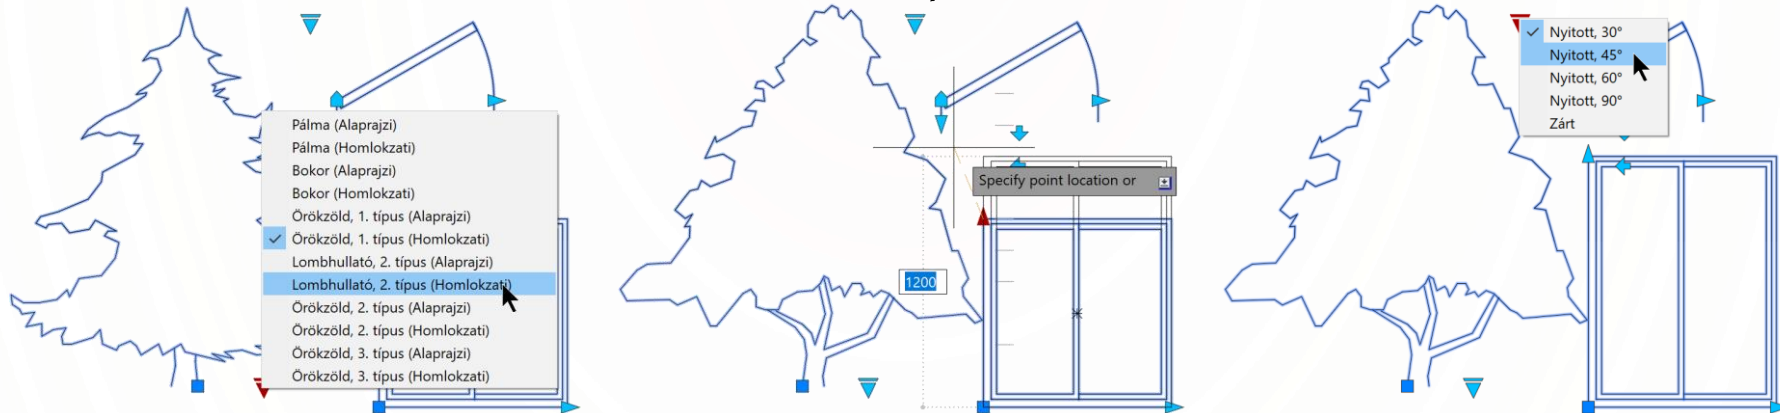 Pálma (Alaprajzi)
Pálma (Homlokzati)
Bokor (Alaprajzi)
Bokor (Homlokzati)
Örökzöld, 1. típus (Alaprajzi)
Örökzöld, 1. típus (Homlokzati)
Lombhullató, 2. típus (Alaprajzi)
Lombhullató, 2. típus (Homlokzati)
Örökzöld, 2. típus (Alaprajzi)
Örökzöld, 2. típus (Homlokzati)
Örökzöld, 3. típus (Alaprajzi)
Örökzöld, 3. típus (Homlokzati)
Specify point location or
1200
Nyitott, 30°
Nyitott, 45°
Nyitott, 60°
Nyitott, 90°
Zárt